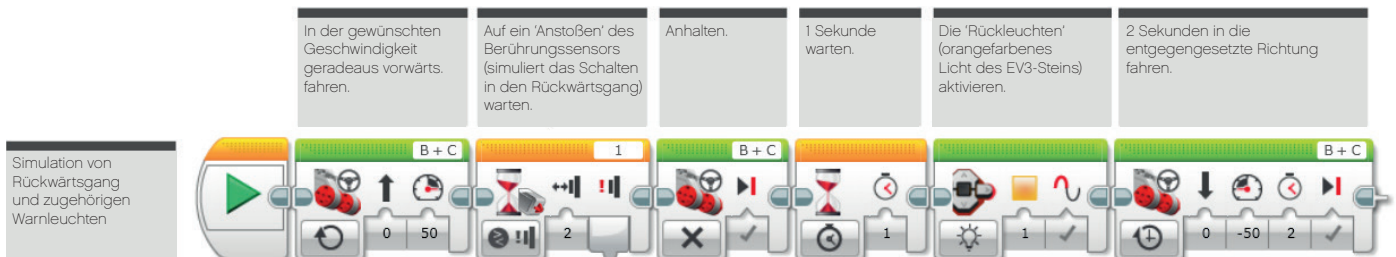 In der gewünschten
Geschwindigkeit
geradeaus vorwärts.
fahren.
Auf ein 'Anstoßen' des
Berührungssensors
(simuliert das Schalten
in den Rückwärtsgang)
warten.
Anhalten.
1 Sekunde
warten.
Die 'Rückleuchten'
(orangefarbenes
Licht des EV3-Steins)
aktivieren.
2 Sekunden in die
entgegengesetzte Richtung
fahren.
Simulation von
Rückwärtsgang
und zugehörigen
Warnleuchten
B + C
0 50
1
2
B + C
1
1
B + C
0 -50 2